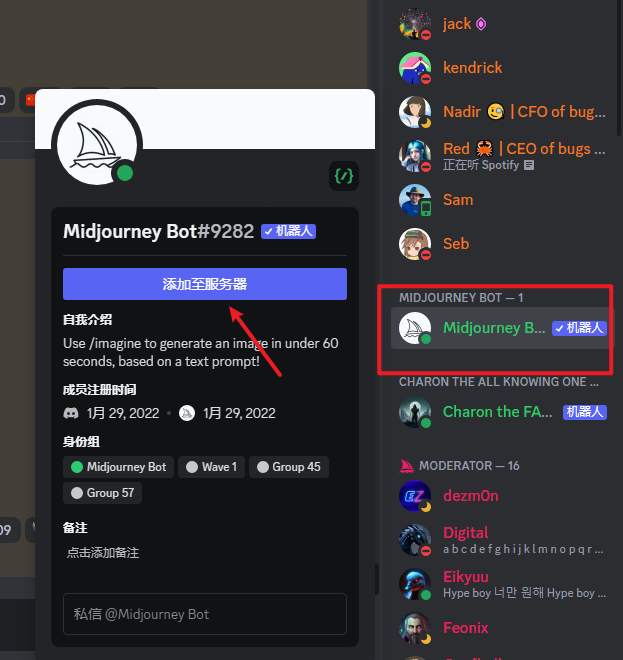 Midjourney Bot#9282 ✓ 机器人
添加至服务器
自我介绍
Use /imagine to generate an image in under 60
seconds, based on a text prompt!
成员注册时间
1月 29, 2022 • 1月 29, 2022
身份组
Midjourney Bot Wave 1 Group 45
Group 57
备注
点击添加备注
私信 @Midjourney Bot
jack
kendrick
Nadir 🧐 | CFO of bug...
Red 🦀 | CEO of bugs ...
正在听 Spotify
Sam
Seb
MIDJOURNEY BOT — 1
Midjourney B... ✓ 机器人
CHARON THE ALL KNOWING ONE ...
Charon the FA... 机器人
MODERATOR — 16
dezm0n
Digital
a b c d e f g h i j k l m n o p q r ...
Eikyuu
Hype boy 너만 원해 Hype boy ...
Feonix